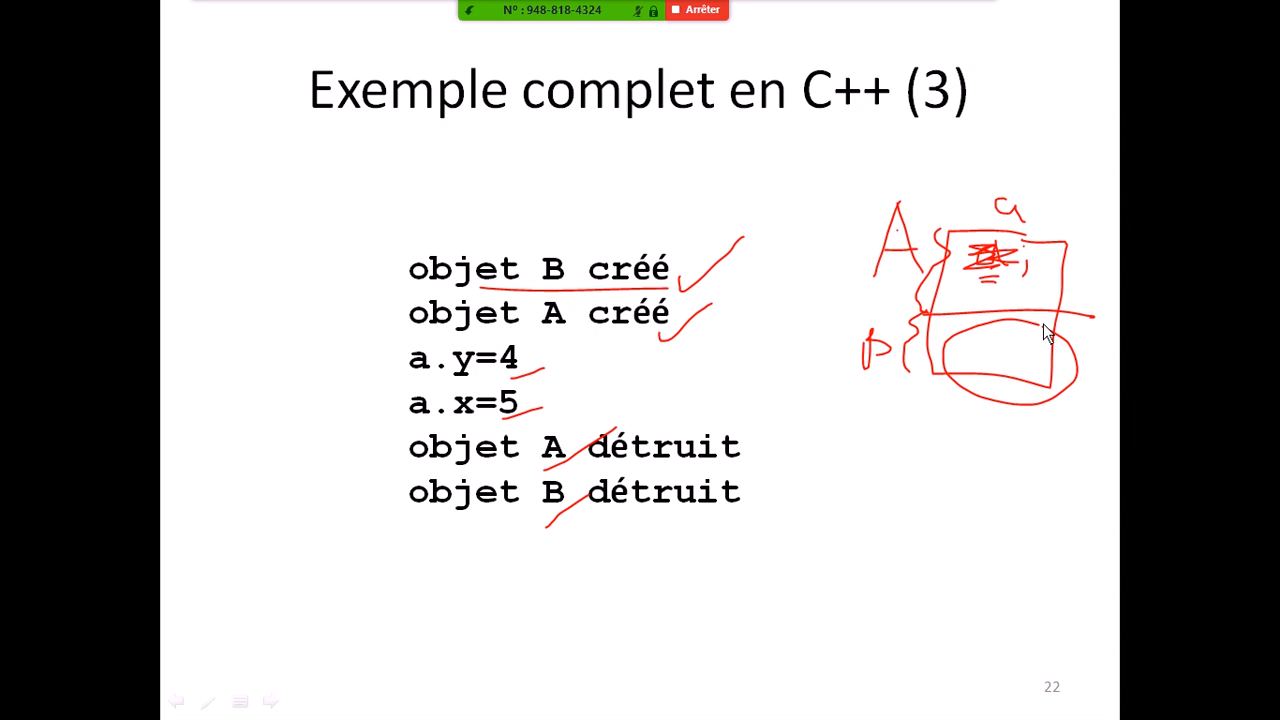 N° : 948-818-4324 Arrêter
Exemple complet en C++ (3)
a
A
objet B créé
objet A créé
B
a.y=4
a.x=5
objet A détruit
objet B détruit
22